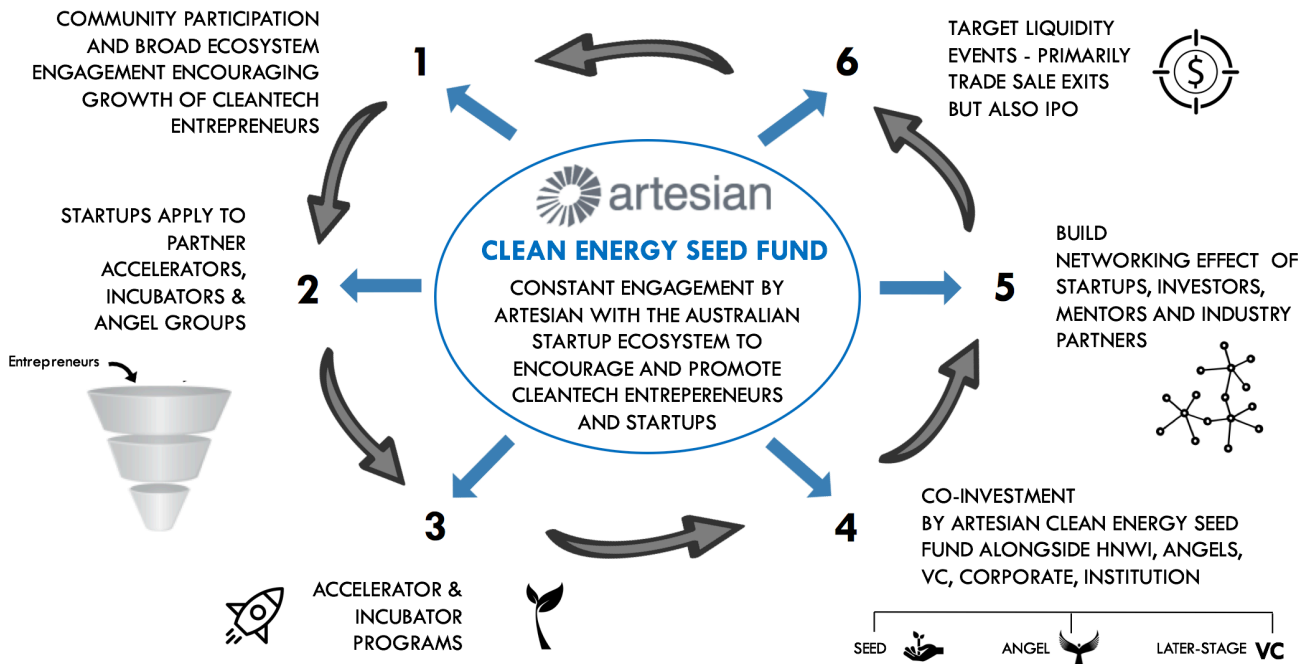 COMMUNITY PARTICIPATION
AND BROAD ECOSYSTEM
ENGAGEMENT ENCOURAGING
GROWTH OF CLEANTECH
ENTREPRENEURS
1
6
TARGET LIQUIDITY
EVENTS - PRIMARILY
TRADE SALE EXITS
BUT ALSO IPO
$
artesian
CLEAN ENERGY SEED FUND
CONSTANT ENGAGEMENT BY
ARTESIAN WITH THE AUSTRALIAN
STARTUP ECOSYSTEM TO
ENCOURAGE AND PROMOTE
CLEANTECH ENTREPERENEURS
AND STARTUPS
STARTUPS APPLY TO
PARTNER
ACCELERATORS,
INCUBATORS &
ANGEL GROUPS
2
Entrepreneurs
5
BUILD
NETWORKING EFFECT OF
STARTUPS, INVESTORS,
MENTORS AND INDUSTRY
PARTNERS
3
ACCELERATOR &
INCUBATOR
PROGRAMS
4
CO-INVESTMENT
BY ARTESIAN CLEAN ENERGY SEED
FUND ALONGSIDE HNWI, ANGELS,
VC, CORPORATE, INSTITUTION
SEED
ANGEL
LATER-STAGE VC